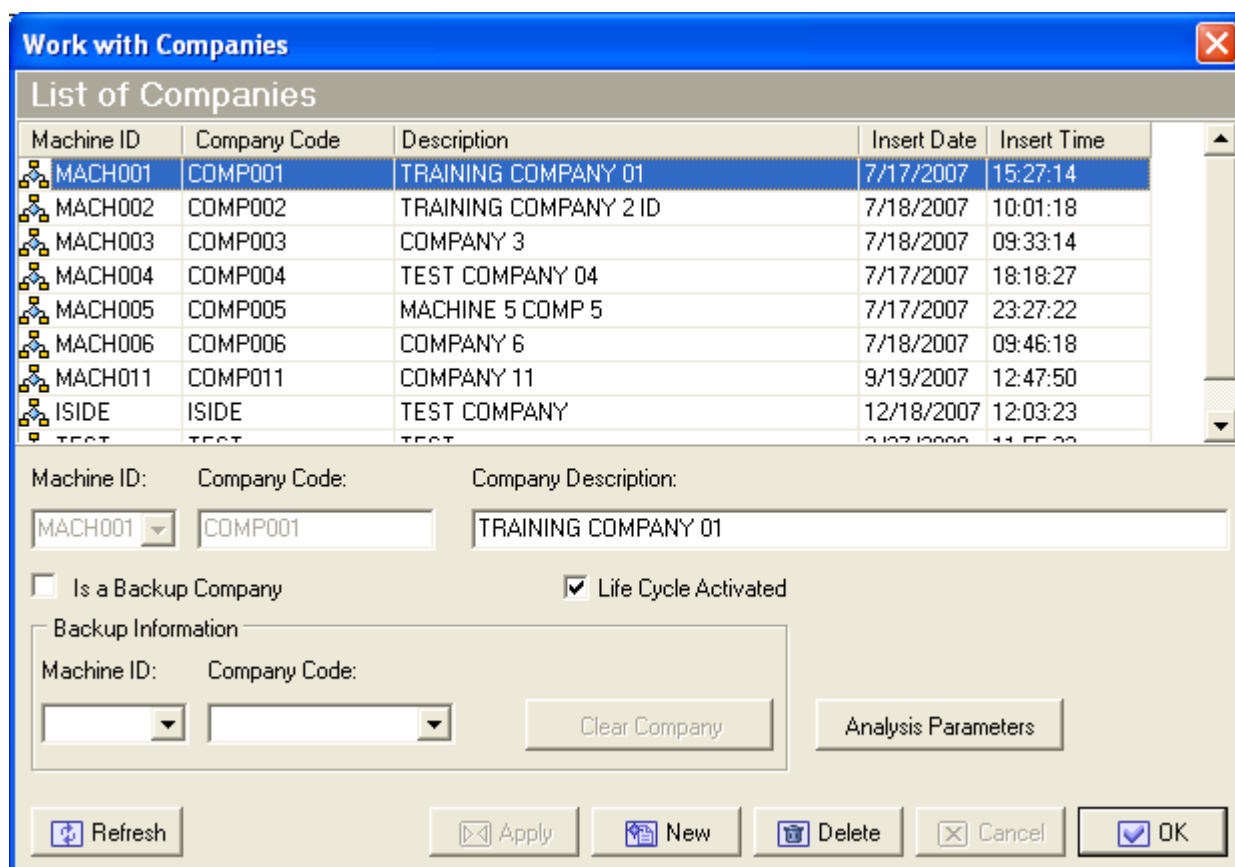 Work with Companies
List of Companies
Machine ID Company Code Description Insert Date Insert Time
MACH001 COMP001 TRAINING COMPANY 01 7/17/2007 15:27:14
MACH002 COMP002 TRAINING COMPANY 2 ID 7/18/2007 10:01:18
MACH003 COMP003 COMPANY 3 7/18/2007 09:33:14
MACH004 COMP004 TEST COMPANY 04 7/17/2007 18:18:27
MACH005 COMP005 MACHINE 5 COMP 5 7/17/2007 23:27:22
MACH006 COMP006 COMPANY 6 7/18/2007 09:46:18
MACH011 COMP011 COMPANY 11 9/19/2007 12:47:50
ISIDE ISIDE TEST COMPANY 12/18/2007 12:03:23
TEST TEST TEST
Machine ID: Company Code: Company Description:
MACH001 COMP001 TRAINING COMPANY 01
Is a Backup Company Life Cycle Activated
Backup Information
Machine ID: Company Code:
Clear Company Analysis Parameters
Refresh Apply New Delete Cancel OK